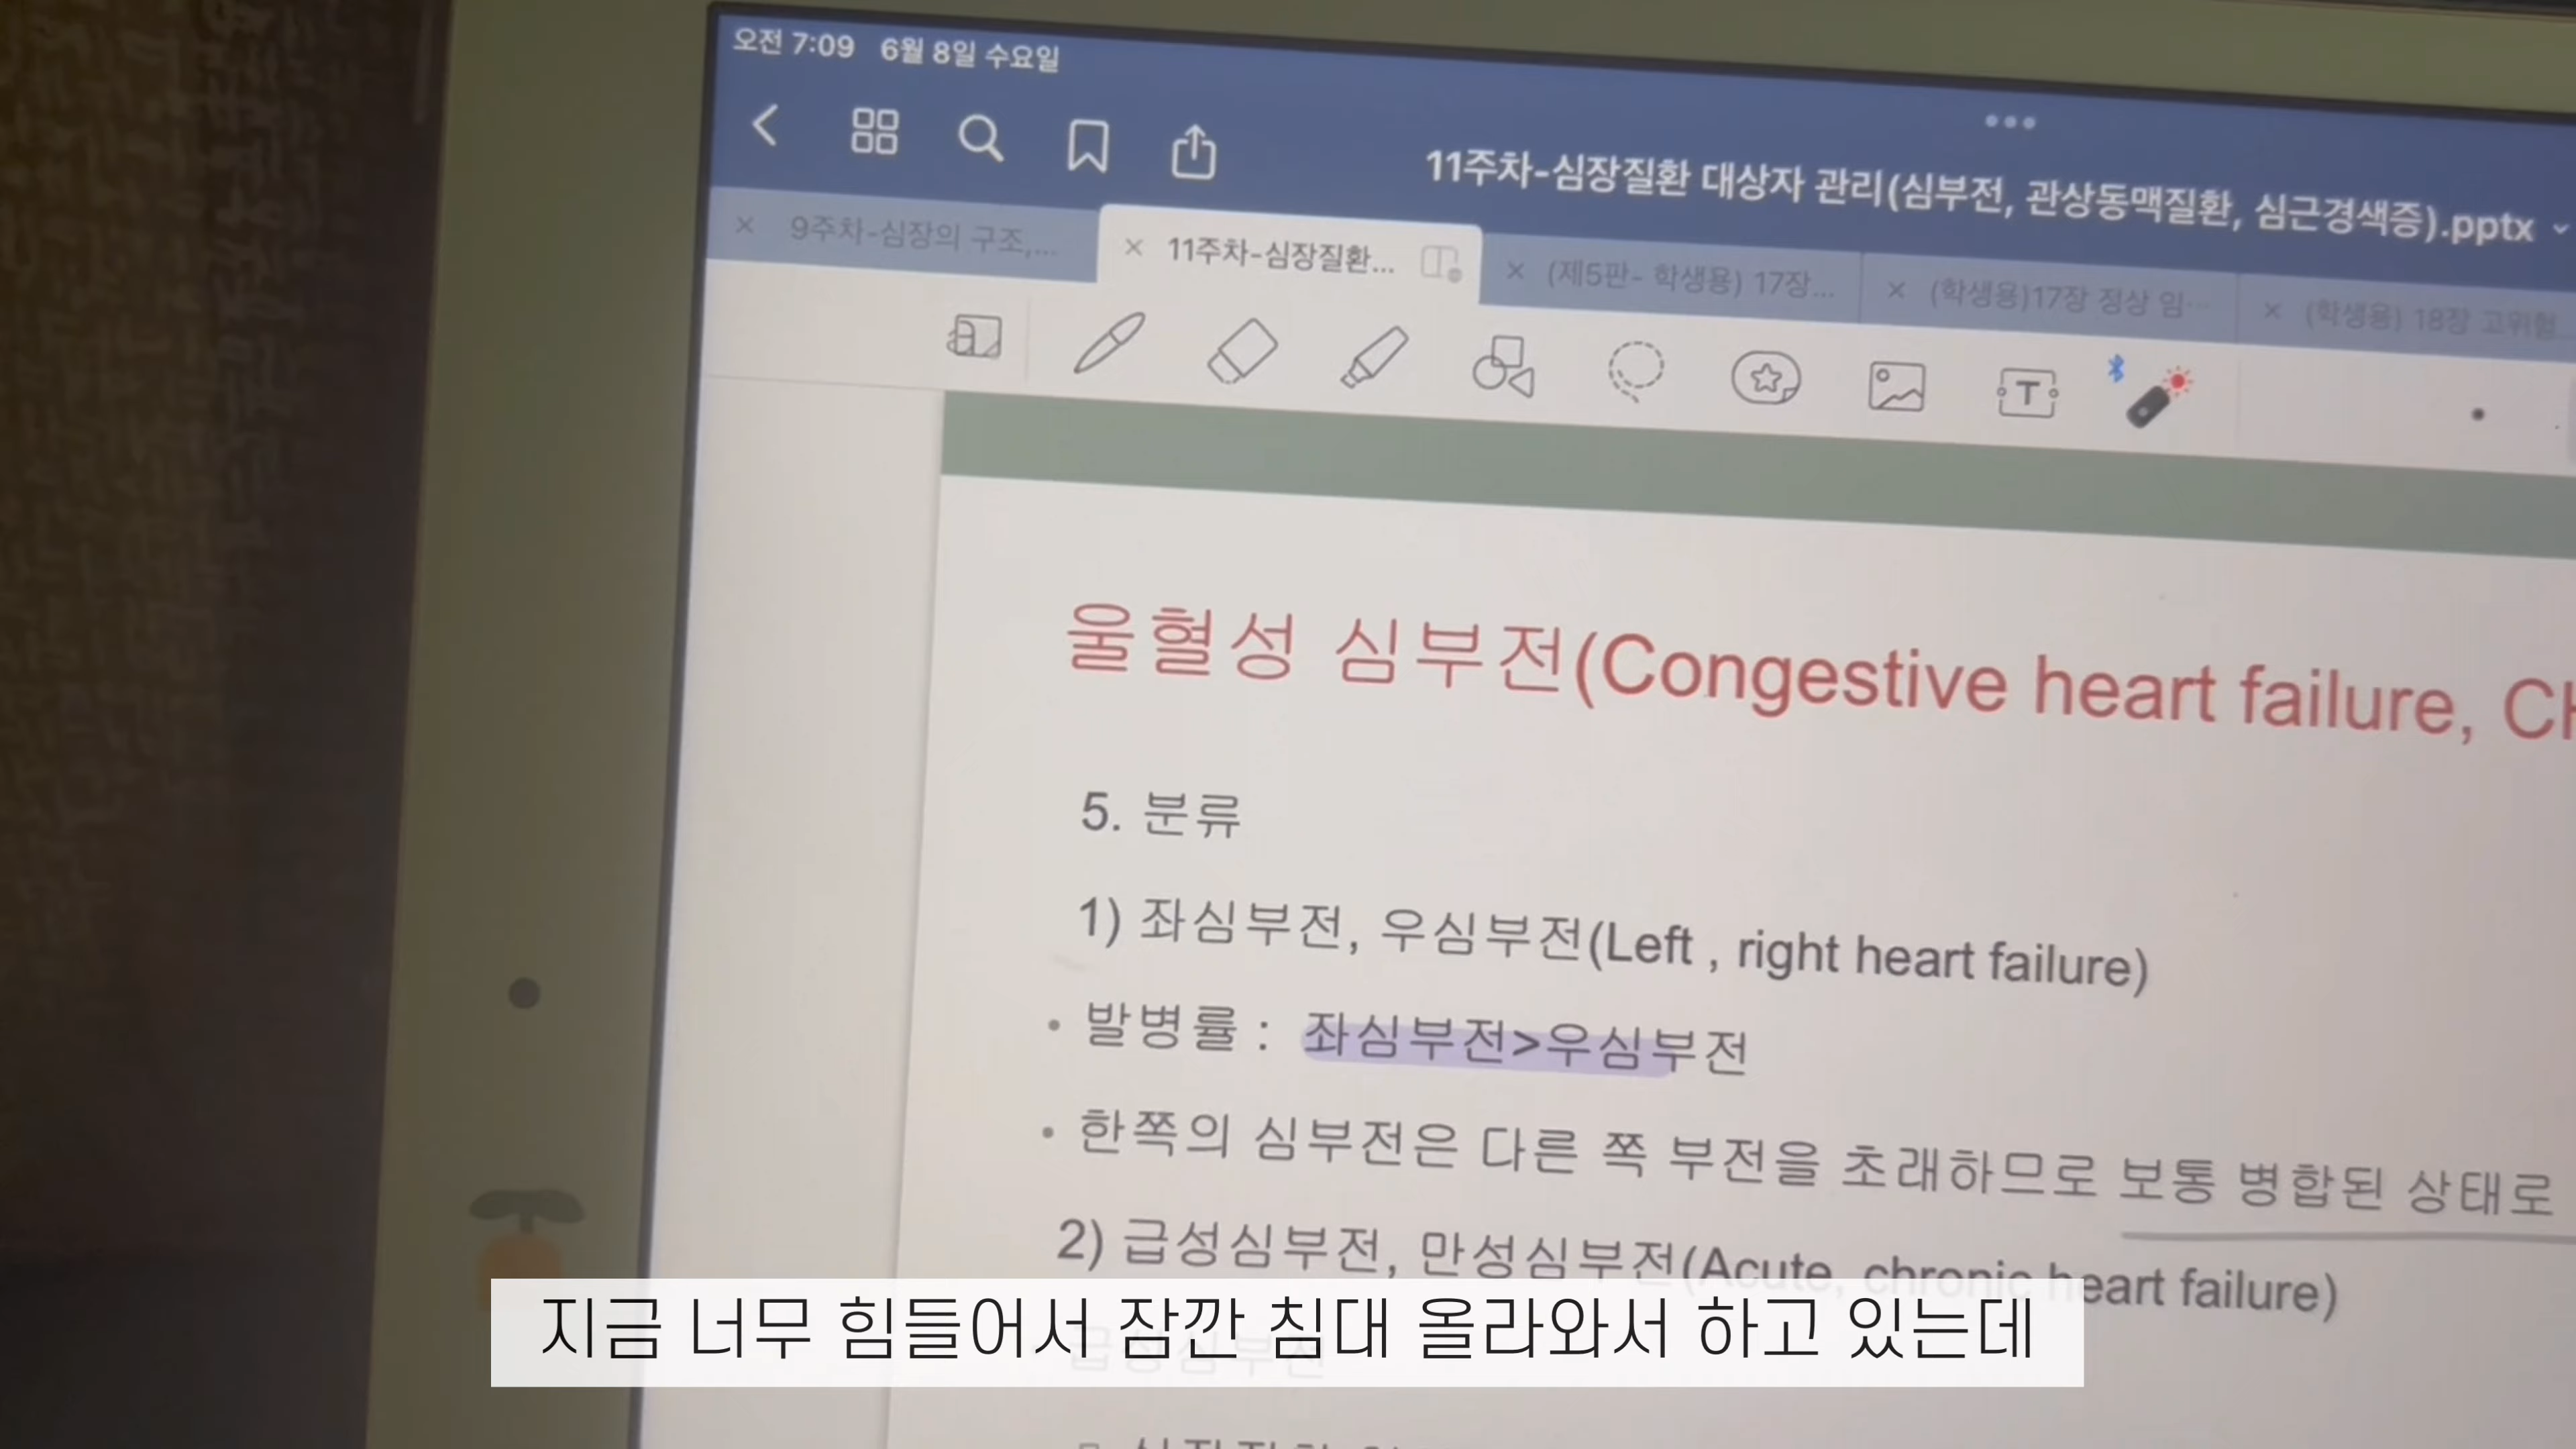 오전 7:09 6월 8일 수요일
11주차-심장질환 대상자 관리(심부전, 관상동맥질환, 심근경색증).pptx
9주차-심장의 구조,...
11주차-심장질환...
(제5판- 학생용) 17장...
(학생용)17장 정상 임...
(학생용) 18장 고위험
울혈성 심부전(Congestive heart failure, CH
5. 분류
1) 좌심부전, 우심부전(Left , right heart failure)
• 발병률 : 좌심부전>우심부전
• 한쪽의 심부전은 다른 쪽 부전을 초래하므로 보통 병합된 상태로
2) 급성심부전, 만성심부전(Acute, chronic heart failure)
급성심부전
지금 너무 힘들어서 잠깐 침대 올라와서 하고 있는데